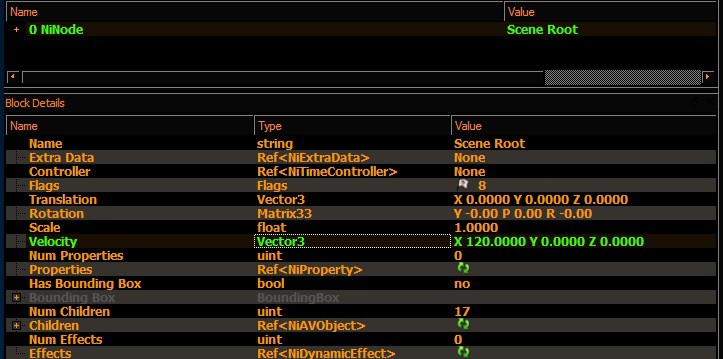 Name Value
0 NiNode Scene Root
Block Details
Name Type Value
Name string Scene Root
Extra Data Ref<NiExtraData> None
Controller Ref<NiTimeController> None
Flags Flags 8
Translation Vector3 X 0.0000 Y 0.0000 Z 0.0000
Rotation Matrix33 Y -0.00 P 0.00 R -0.00
Scale float 1.0000
Velocity Vector3 X 120.0000 Y 0.0000 Z 0.0000
Num Properties uint 0
Properties Ref<NiProperty>
Has Bounding Box bool no
Bounding Box BoundingBox
Num Children uint 17
Children Ref<NiAVObject>
Num Effects uint 0
Effects Ref<NiDynamicEffect>